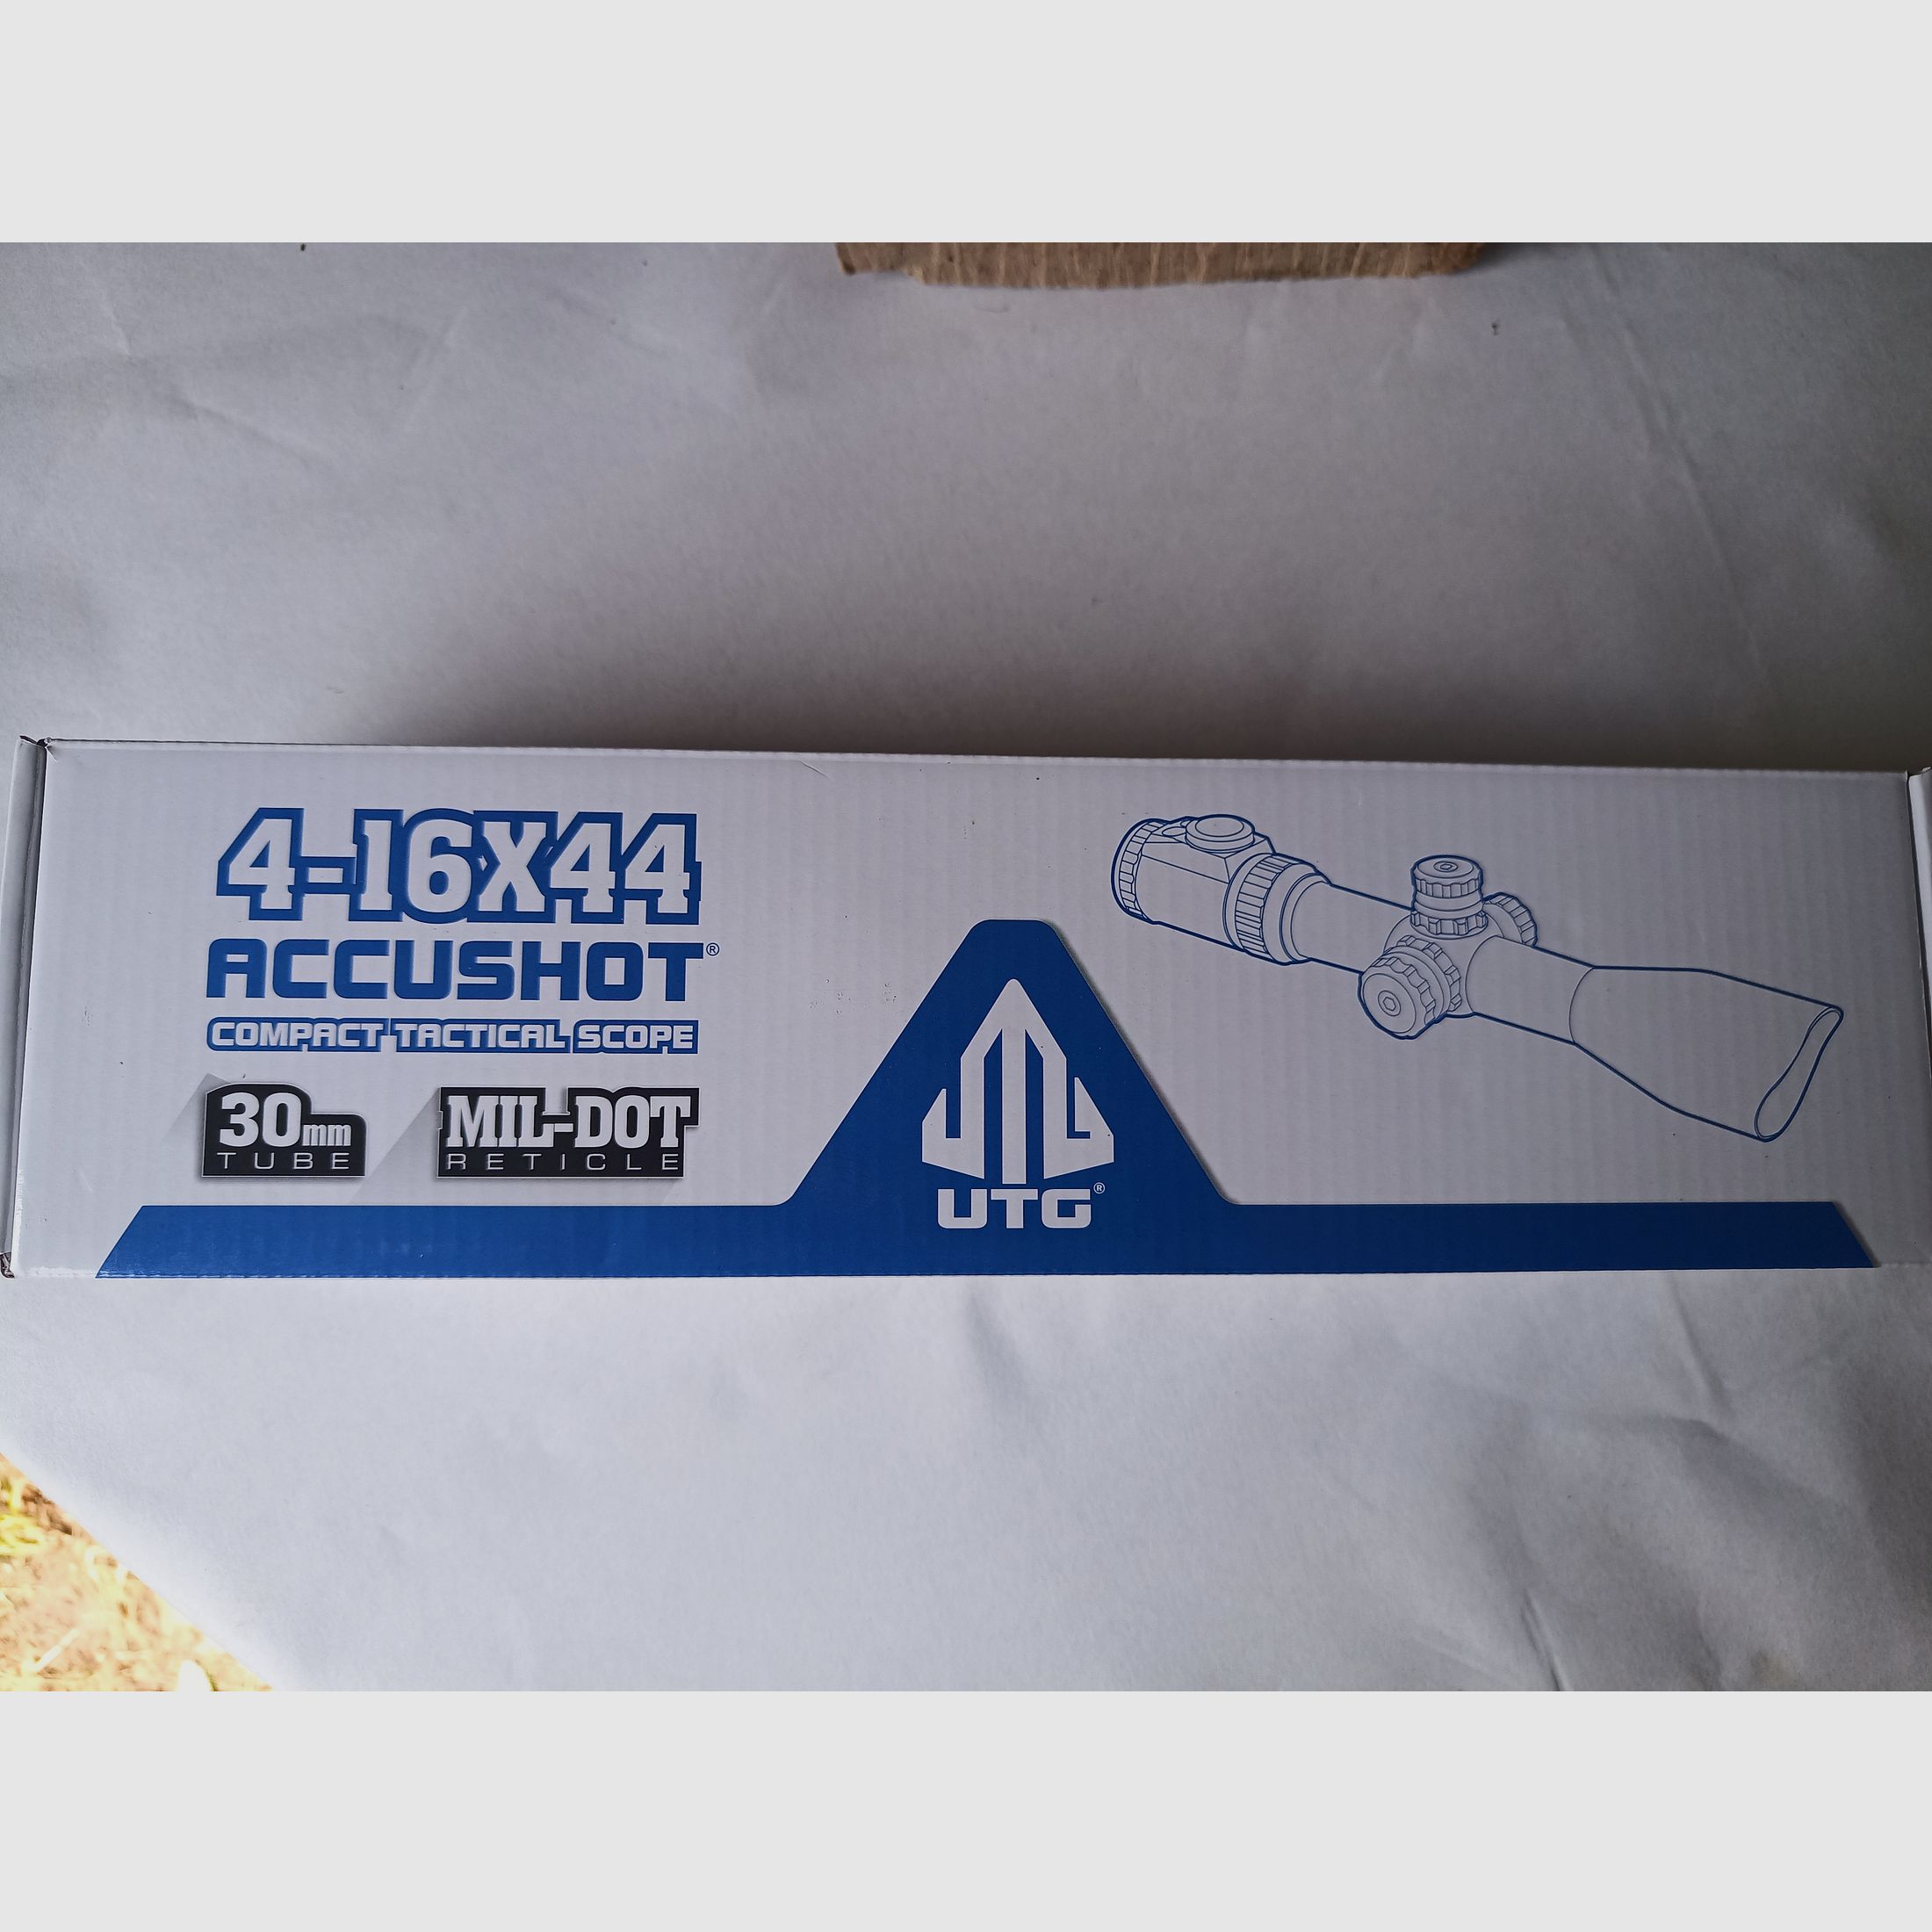 4-16X44
ACCUSHOT®
COMPACT TACTICAL SCOPE
30mm
TUBE
MIL-DOT
RETICLE
UTG®